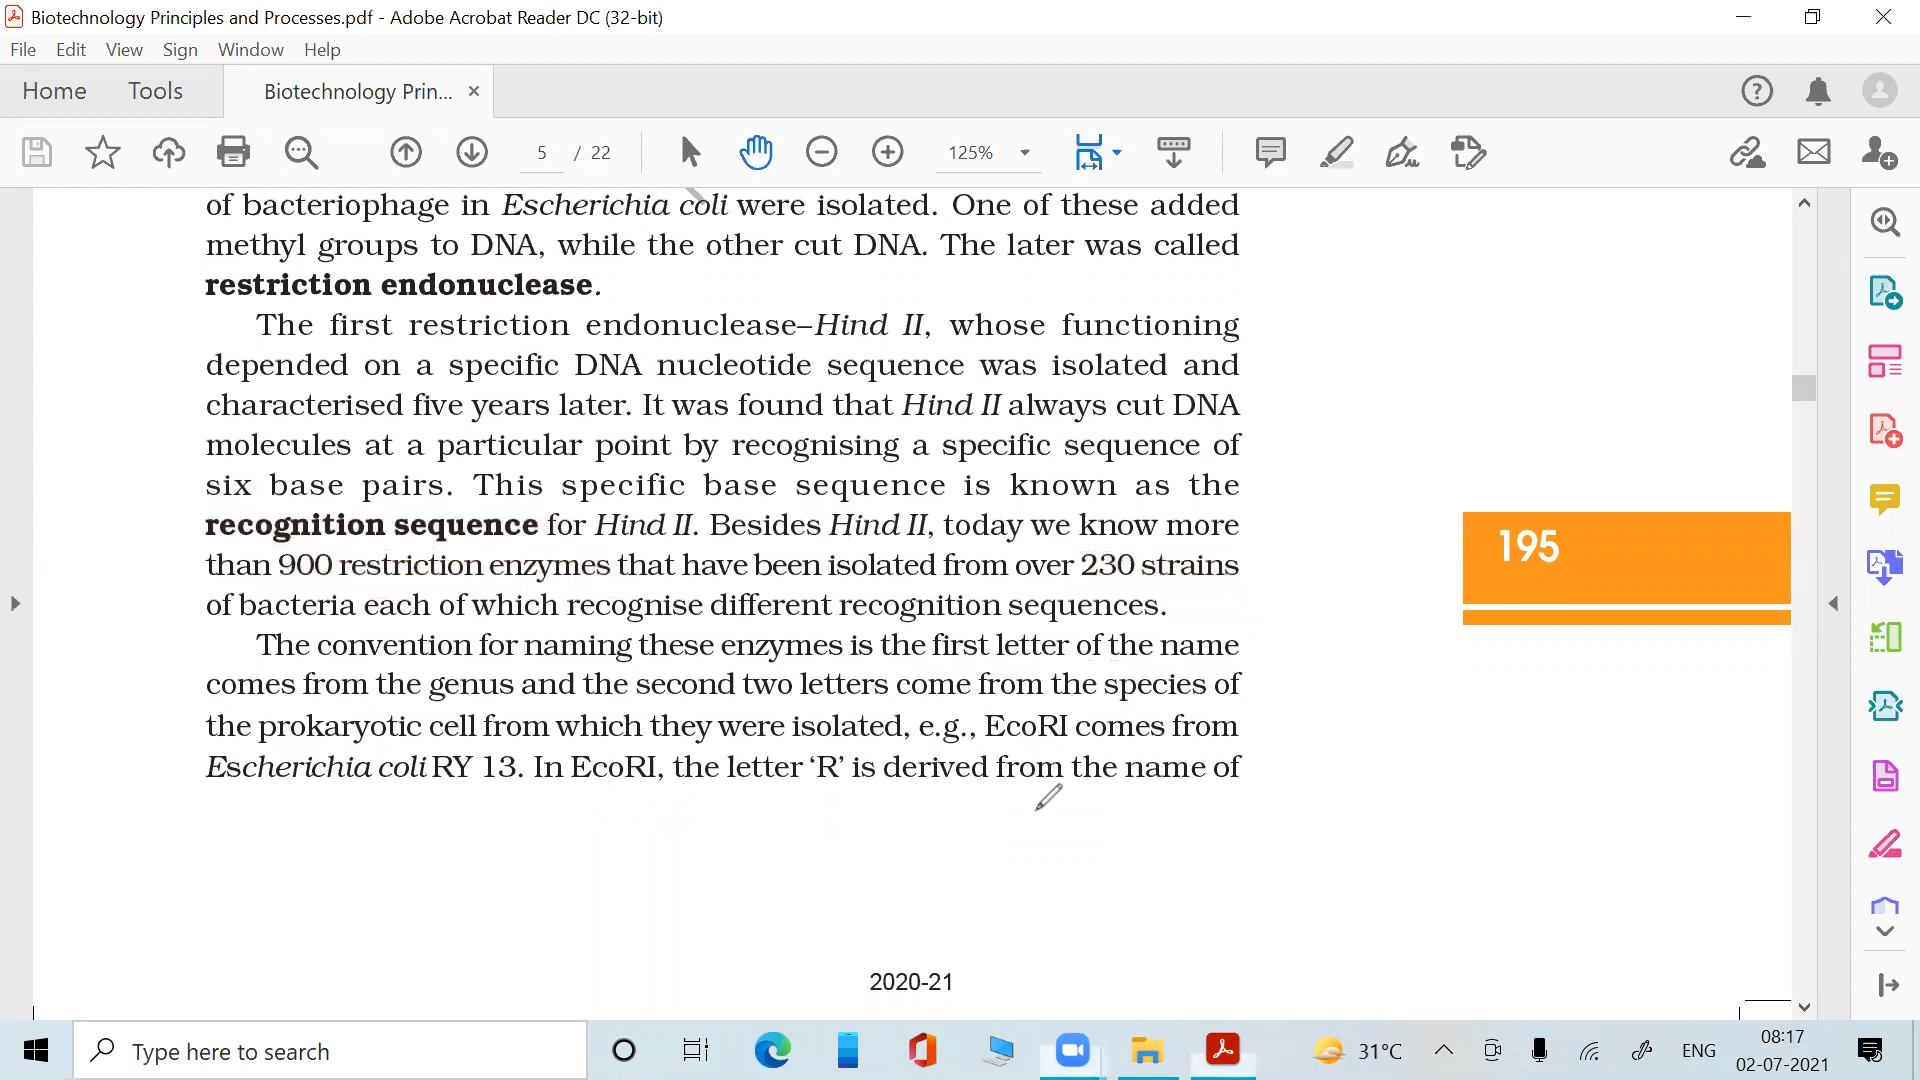 Biotechnology Principles and Processes.pdf - Adobe Acrobat Reader DC (32-bit)
File Edit View Sign Window Help
Home Tools Biotechnology Prin...
5 / 22 125%
of bacteriophage in Escherichia coli were isolated. One of these added
methyl groups to DNA, while the other cut DNA. The later was called
restriction endonuclease.
The first restriction endonuclease–Hind II, whose functioning
depended on a specific DNA nucleotide sequence was isolated and
characterised five years later. It was found that Hind II always cut DNA
molecules at a particular point by recognising a specific sequence of
six base pairs. This specific base sequence is known as the
recognition sequence for Hind II. Besides Hind II, today we know more
than 900 restriction enzymes that have been isolated from over 230 strains
of bacteria each of which recognise different recognition sequences.
The convention for naming these enzymes is the first letter of the name
comes from the genus and the second two letters come from the species of
the prokaryotic cell from which they were isolated, e.g., EcoRI comes from
Escherichia coli RY 13. In EcoRI, the letter ‘R’ is derived from the name of
195
2020-21
Type here to search
31°C
ENG
08:17
02-07-2021